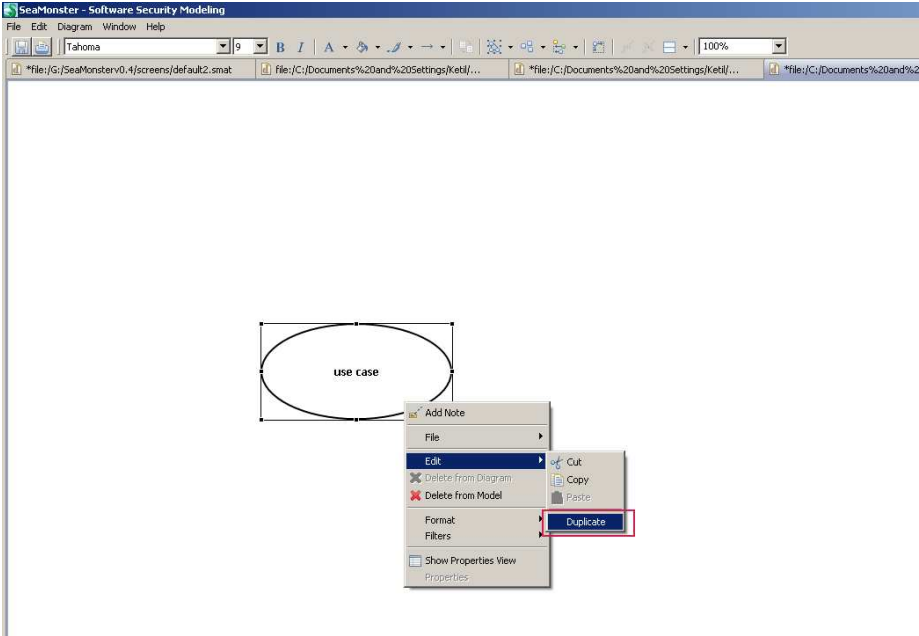 SeaMonster - Software Security Modeling
File Edit Diagram Window Help
Tahoma 9 B I A 100%
*file:/G:/SeaMonsterv0.4/screens/default2.smat file:/C:/Documents%20and%20Settings/Ketil/... *file:/C:/Documents%20and%20Settings/Ketil/... *file:/C:/Documents%20and%2
use case
Add Note
File
Edit
Delete from Diagram
Delete from Model
Format
Filters
Show Properties View
Properties
Cut
Copy
Paste
Duplicate